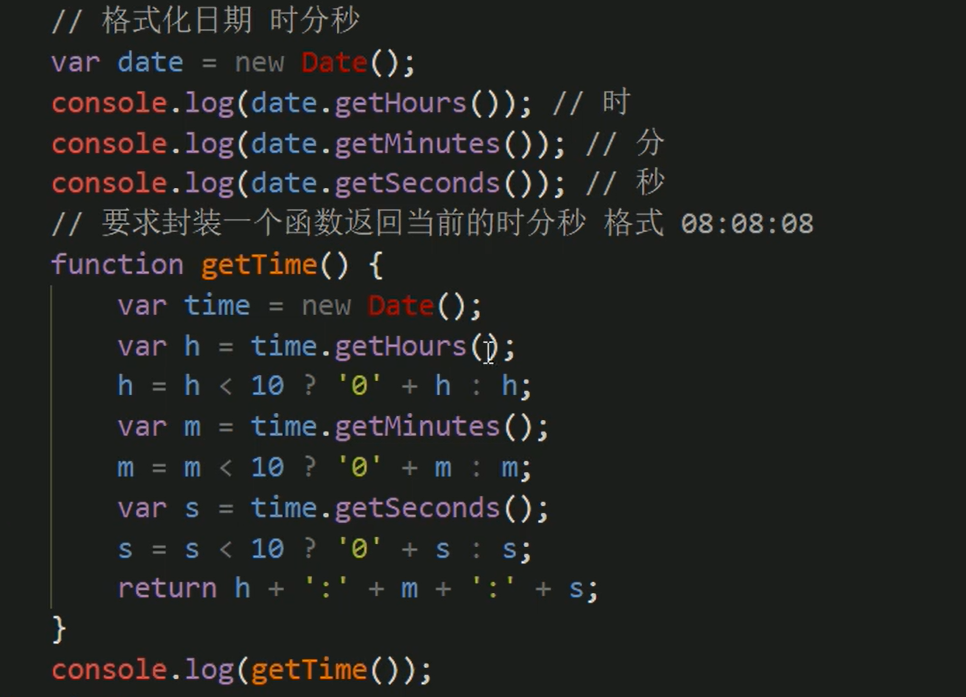 // 格式化日期 时分秒
var date = new Date();
console.log(date.getHours()); // 时
console.log(date.getMinutes()); // 分
console.log(date.getSeconds()); // 秒
// 要求封装一个函数返回当前的时分秒 格式 08:08:08
function getTime() {
    var time = new Date();
    var h = time.getHours();
    h = h < 10 ? '0' + h : h;
    var m = time.getMinutes();
    m = m < 10 ? '0' + m : m;
    var s = time.getSeconds();
    s = s < 10 ? '0' + s : s;
    return h + ':' + m + ':' + s;
}
console.log(getTime());